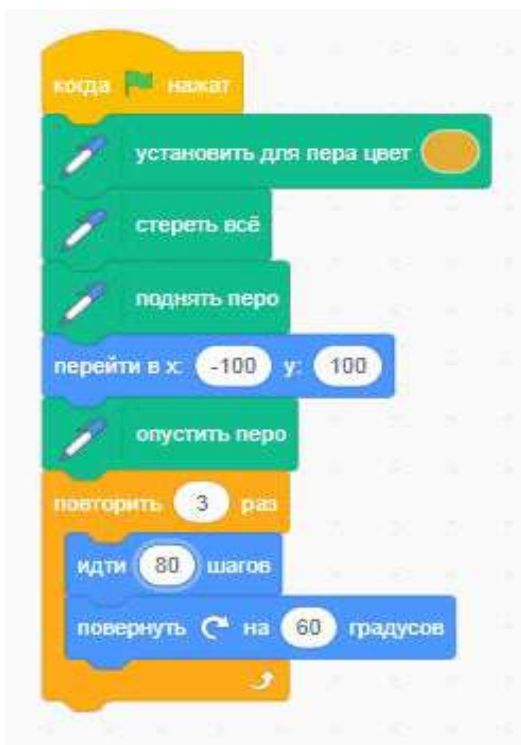 когда нажат
установить для пера цвет
стереть всё
поднять перо
перейти в x: -100 y: 100
опустить перо
повторить 3 раз
идти 80 шагов
повернуть на 60 градусов